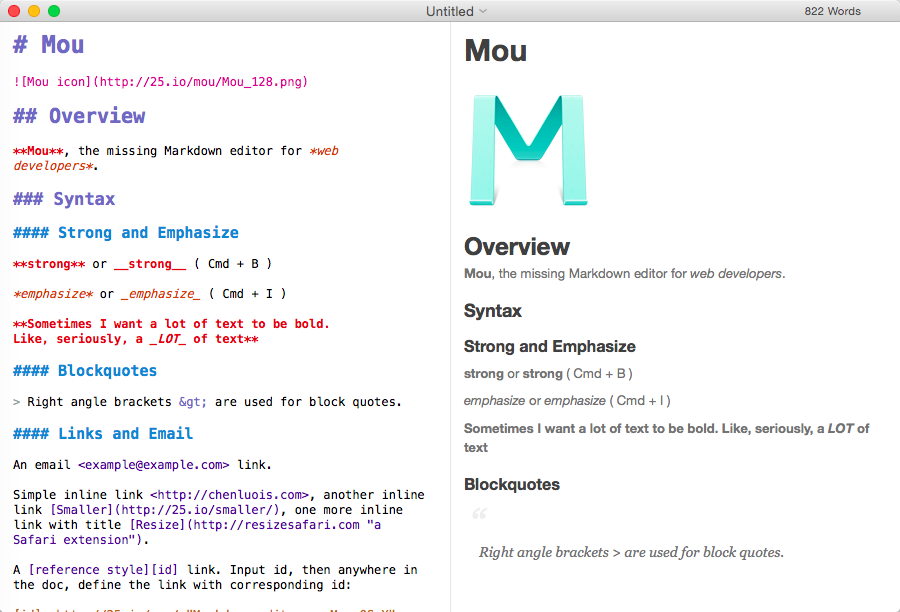 Untitled
822 Words
# Mou
![Mou icon](http://25.io/mou/Mou_128.png)
## Overview
**Mou**, the missing Markdown editor for *web
developers*.
### Syntax
#### Strong and Emphasize
**strong** or __strong__ ( Cmd + B )
*emphasize* or _emphasize_ ( Cmd + I )
**Sometimes I want a lot of text to be bold.
Like, seriously, a _LOT_ of text**
#### Blockquotes
> Right angle brackets &gt; are used for block quotes.
#### Links and Email
An email <example@example.com> link.
Simple inline link <http://chenluois.com>, another inline
link [Smaller](http://25.io/smaller/), one more inline
link with title [Resize](http://resizesafari.com "a
Safari extension").
A [reference style][id] link. Input id, then anywhere in
the doc, define the link with corresponding id:
Mou
M
Overview
Mou, the missing Markdown editor for web developers.
Syntax
Strong and Emphasize
strong or strong ( Cmd + B )
emphasize or emphasize ( Cmd + I )
Sometimes I want a lot of text to be bold. Like, seriously, a LOT of
text
Blockquotes
“
Right angle brackets > are used for block quotes.